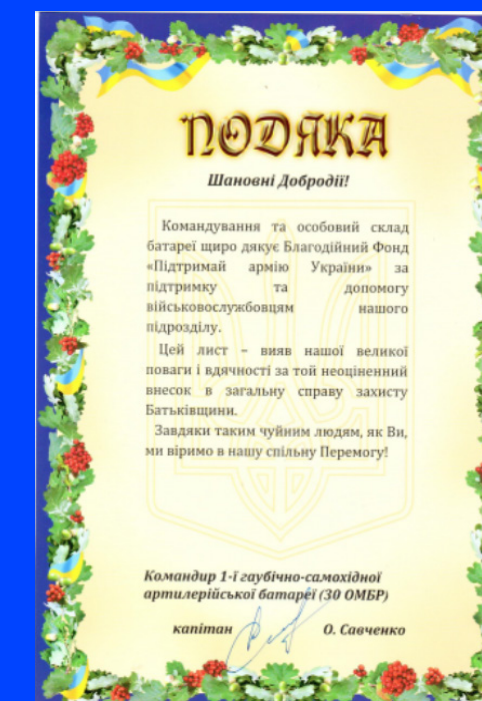 ПОДЯКА
Шановні Добродії!
Командування та особовий склад
батареї щиро дякує Благодійний Фонд
«Підтримай армію України» за
підтримку та допомогу
військовослужбовцям нашого
підрозділу.
Цей лист – вияв нашої великої
поваги і вдячності за той неоціненний
внесок в загальну справу захисту
Батьківщини.
Завдяки таким чуйним людям, як Ви,
ми віримо в нашу спільну Перемогу!
Командир 1-ї гаубічно-самохідної
артилерійської батареї (30 ОМБР)
капітан О. Савченко